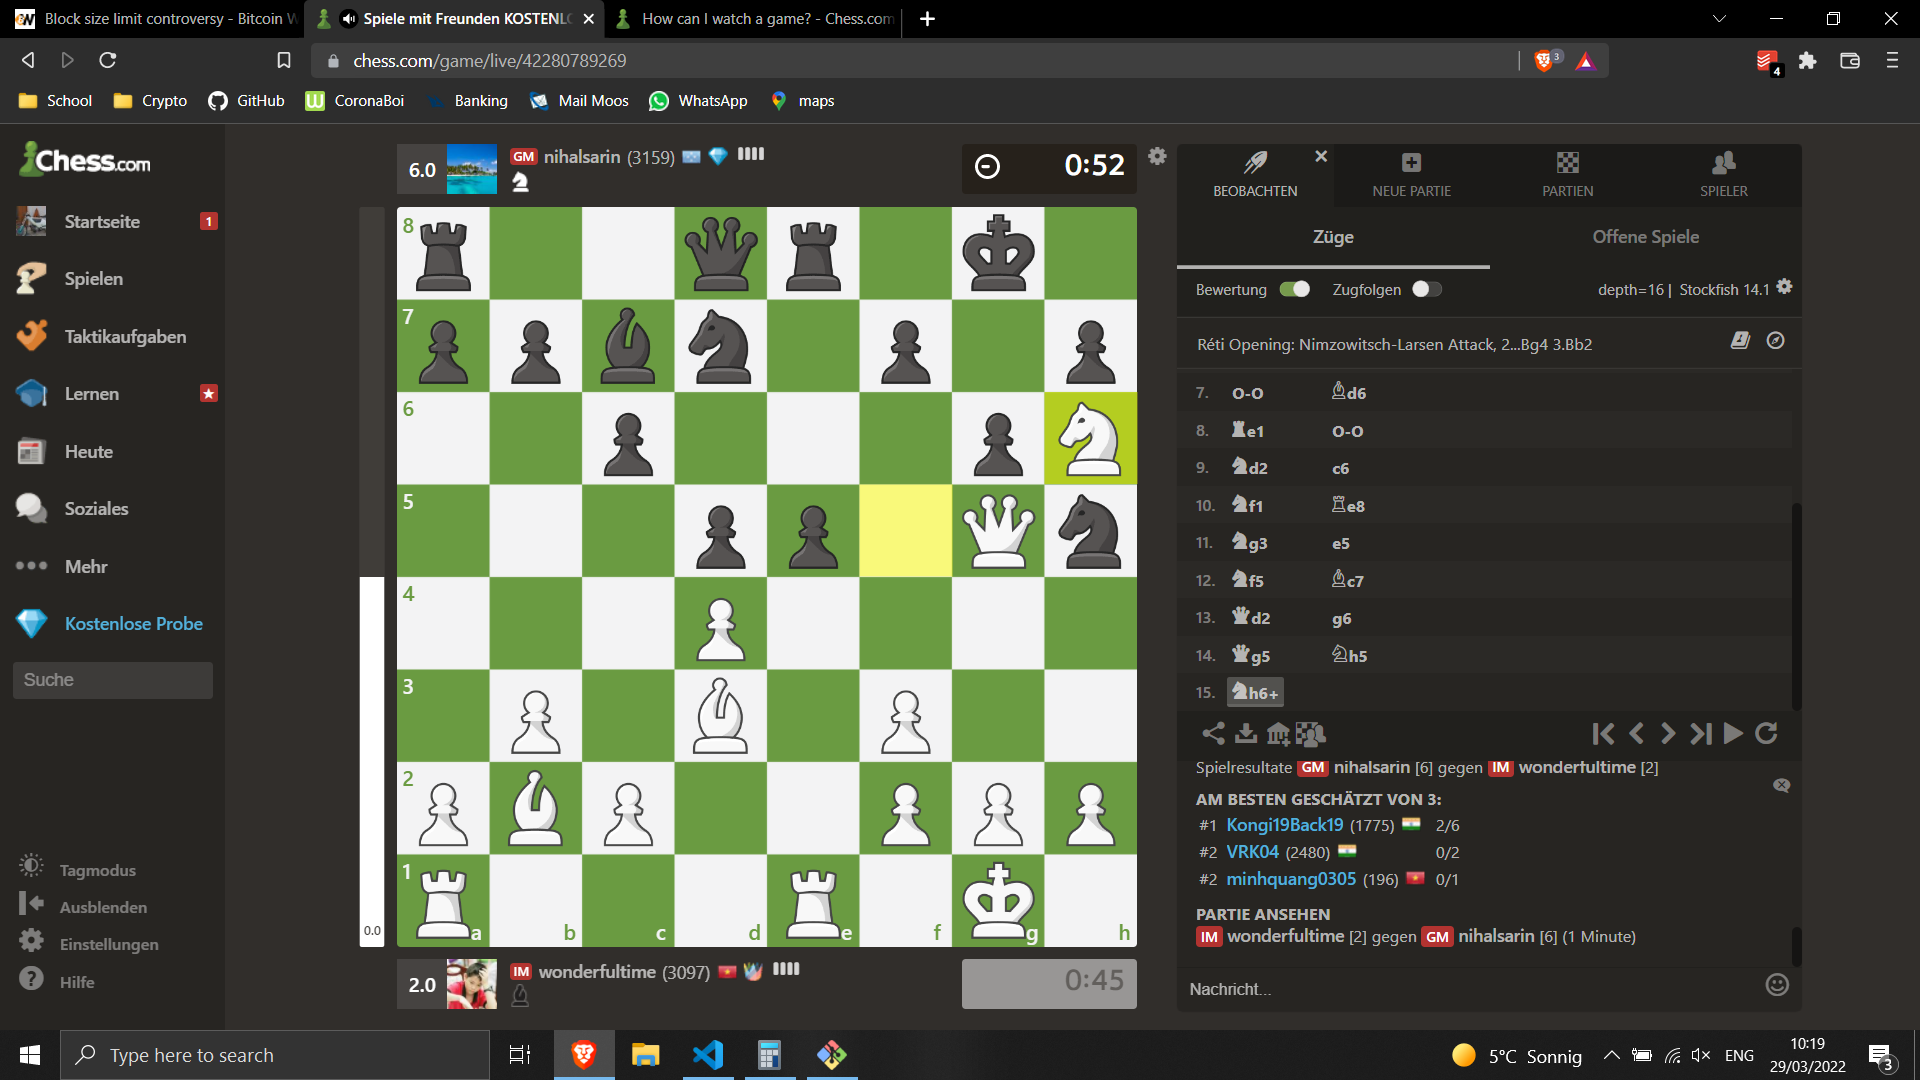 Block size limit controversy - Bitcoin W
Spiele mit Freunden KOSTENLO
How can I watch a game? - Chess.com
chess.com/game/live/42280789269
3
4
School
Crypto
GitHub
CoronaBoi
Banking
Mail Moos
WhatsApp
maps
Chess.com
Startseite
1
Spielen
Taktikaufgaben
Lernen
Heute
Soziales
Mehr
Kostenlose Probe
Suche
Tagmodus
Ausblenden
Einstellungen
Hilfe
6.0
GM nihalsarin (3159)
0:52
8
7
6
5
4
3
2
1
a
b
c
d
e
f
g
h
0.0
2.0
IM wonderfultime (3097)
0:45
BEOBACHTEN
NEUE PARTIE
PARTIEN
SPIELER
Züge
Offene Spiele
Bewertung
Zugfolgen
depth=16 | Stockfish 14.1
Réti Opening: Nimzowitsch-Larsen Attack, 2...Bg4 3.Bb2
7. O-O d6
8. e1 O-O
9. d2 c6
10. f1 e8
11. g3 e5
12. f5 c7
13. d2 g6
14. g5 h5
15. h6+
Spielresultate GM nihalsarin [6] gegen IM wonderfultime [2]
AM BESTEN GESCHÄTZT VON 3:
#1 Kongi19Back19 (1775) 2/6
#2 VRK04 (2480) 0/2
#2 minhquang0305 (196) 0/1
PARTIE ANSEHEN
IM wonderfultime [2] gegen GM nihalsarin [6] (1 Minute)
Nachricht...
Type here to search
5°C Sonnig
ENG
10:19
29/03/2022
3